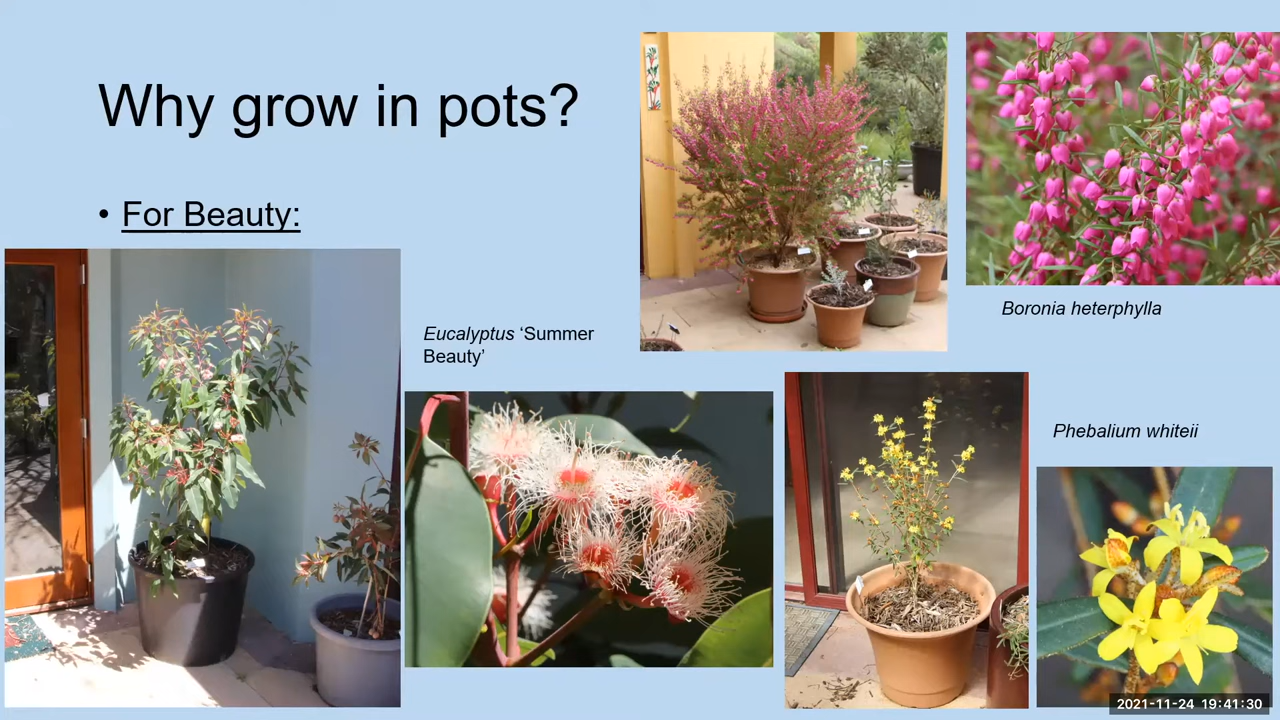 Why grow in pots?
• For Beauty:
Boronia heterphylla
Eucalyptus ‘Summer
Beauty’
Phebalium whiteii
2021-11-24 19:41:30